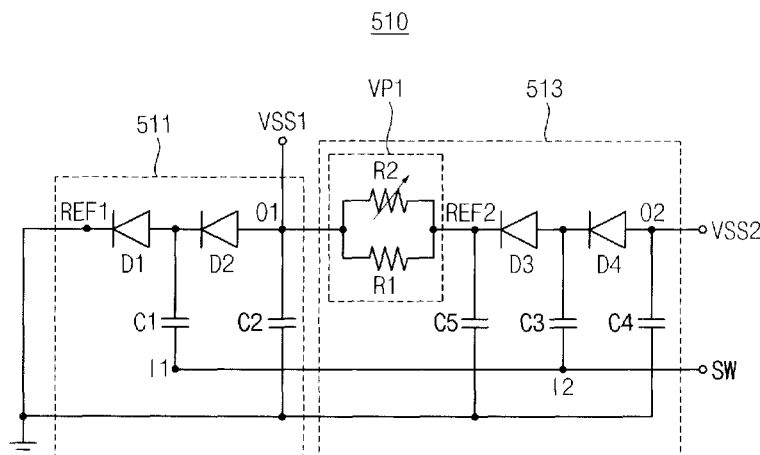 510
VP1
511
VSS1
513
R2
REF1
O1
REF2
O2
VSS2
D1
D2
R1
D3
D4
C1
C2
C5
C3
C4
I1
I2
SW